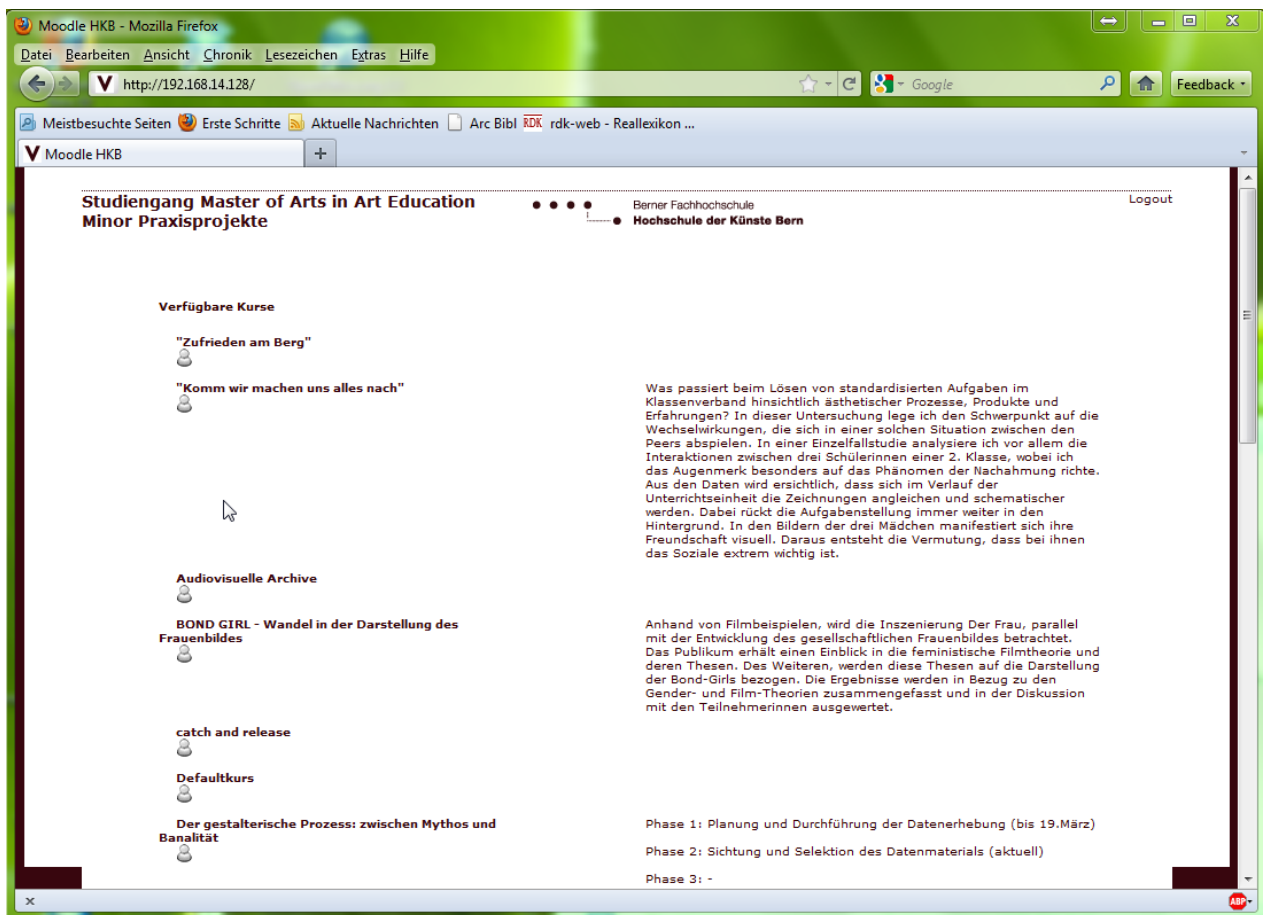 Moodle HKB - Mozilla Firefox
Datei Bearbeiten Ansicht Chronik Lesezeichen Extras Hilfe
V http://192.168.14.128/ Google Feedback
Meistbesuchte Seiten Erste Schritte Aktuelle Nachrichten Arc Bibl RDK rdk-web - Reallexikon ...
V Moodle HKB
Studiengang Master of Arts in Art Education
Minor Praxisprojekte
Berner Fachhochschule
Hochschule der Künste Bern
Logout
Verfügbare Kurse
"Zufrieden am Berg"
"Komm wir machen uns alles nach"
Was passiert beim Lösen von standardisierten Aufgaben im
Klassenverband hinsichtlich ästhetischer Prozesse, Produkte und
Erfahrungen? In dieser Untersuchung lege ich den Schwerpunkt auf die
Wechselwirkungen, die sich in einer solchen Situation zwischen den
Peers abspielen. In einer Einzelfallstudie analysiere ich vor allem die
Interaktionen zwischen drei Schülerinnen einer 2. Klasse, wobei ich
das Augenmerk besonders auf das Phänomen der Nachahmung richte.
Aus den Daten wird ersichtlich, dass sich im Verlauf der
Unterrichtseinheit die Zeichnungen angleichen und schematischer
werden. Dabei rückt die Aufgabenstellung immer weiter in den
Hintergrund. In den Bildern der drei Mädchen manifestiert sich ihre
Freundschaft visuell. Daraus entsteht die Vermutung, dass bei ihnen
das Soziale extrem wichtig ist.
Audiovisuelle Archive
BOND GIRL - Wandel in der Darstellung des
Frauenbildes
Anhand von Filmbeispielen, wird die Inszenierung Der Frau, parallel
mit der Entwicklung des gesellschaftlichen Frauenbildes betrachtet.
Das Publikum erhält einen Einblick in die feministische Filmtheorie und
deren Thesen. Des Weiteren, werden diese Thesen auf die Darstellung
der Bond-Girls bezogen. Die Ergebnisse werden in Bezug zu den
Gender- und Film-Theorien zusammengefasst und in der Diskussion
mit den Teilnehmerinnen ausgewertet.
catch and release
Defaultkurs
Der gestalterische Prozess: zwischen Mythos und
Banalität
Phase 1: Planung und Durchführung der Datenerhebung (bis 19.März)
Phase 2: Sichtung und Selektion des Datenmaterials (aktuell)
Phase 3: -
x
ABP